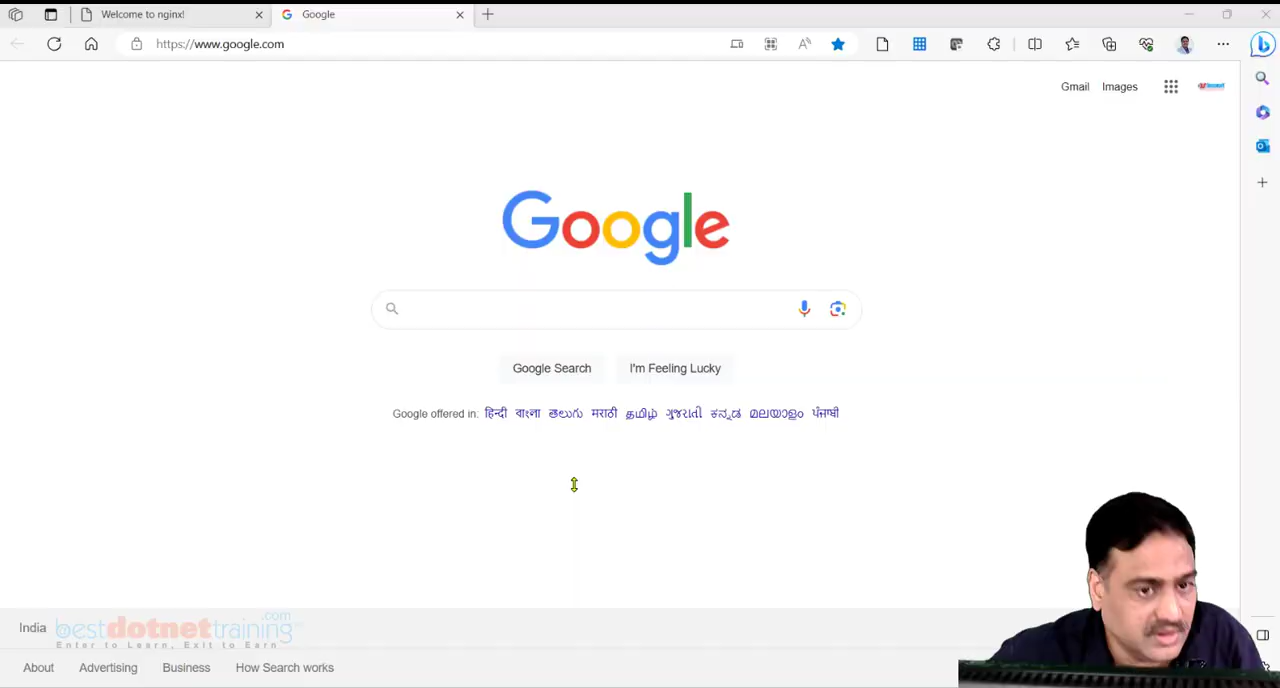 Welcome to nginx!
Google
https://www.google.com
Gmail Images
Google
Google Search I'm Feeling Lucky
Google offered in: हिन्दी বাংলা తెలుగు मराठी தமிழ் ગુજરાતી ಕನ್ನಡ മലയാളം ਪੰਜਾਬੀ
India
bestdotnettraining.com
Enter to Learn, Exit to Earn
About Advertising Business How Search works